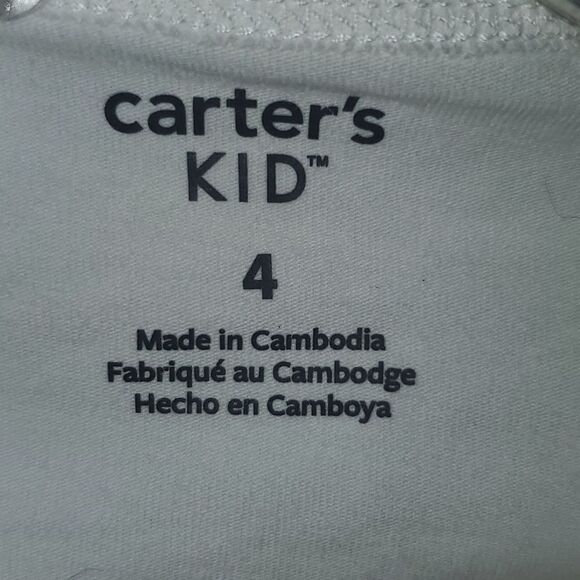 carter's
KID™
4
Made in Cambodia
Fabriqué au Cambodge
Hecho en Camboya